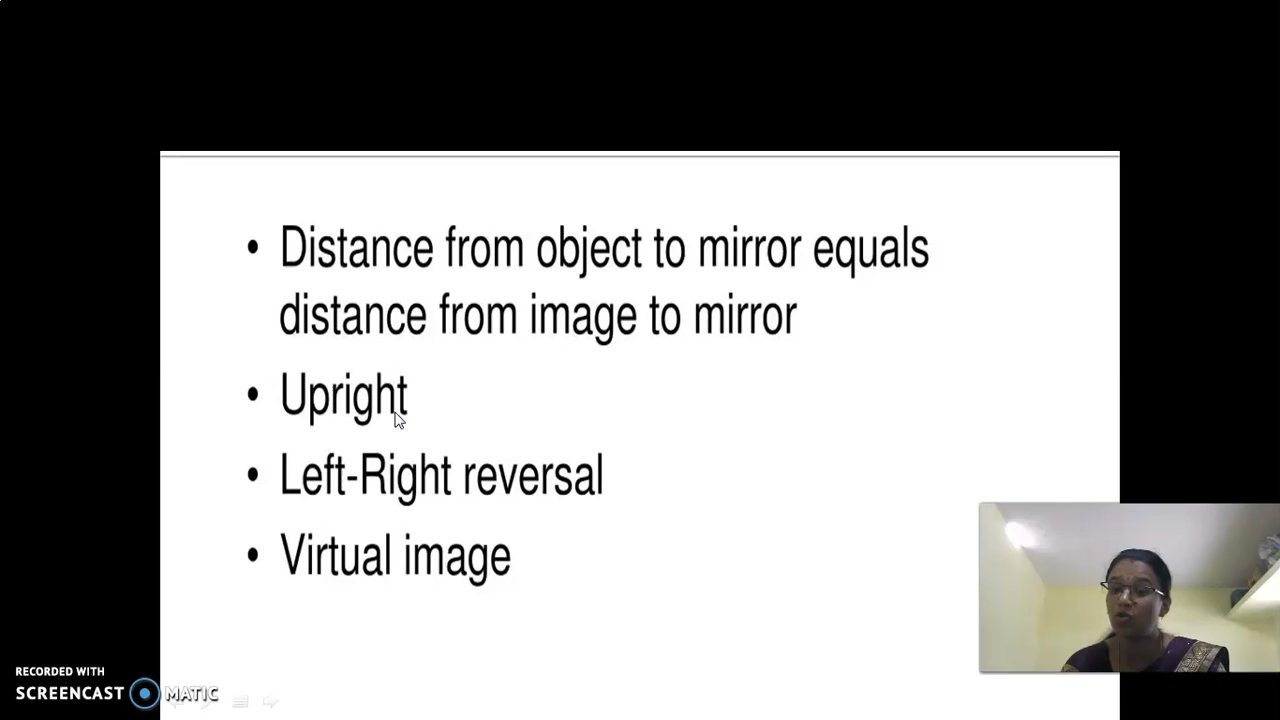 • Distance from object to mirror equals
distance from image to mirror
• Upright
• Left-Right reversal
• Virtual image
RECORDED WITH
SCREENCAST MATIC